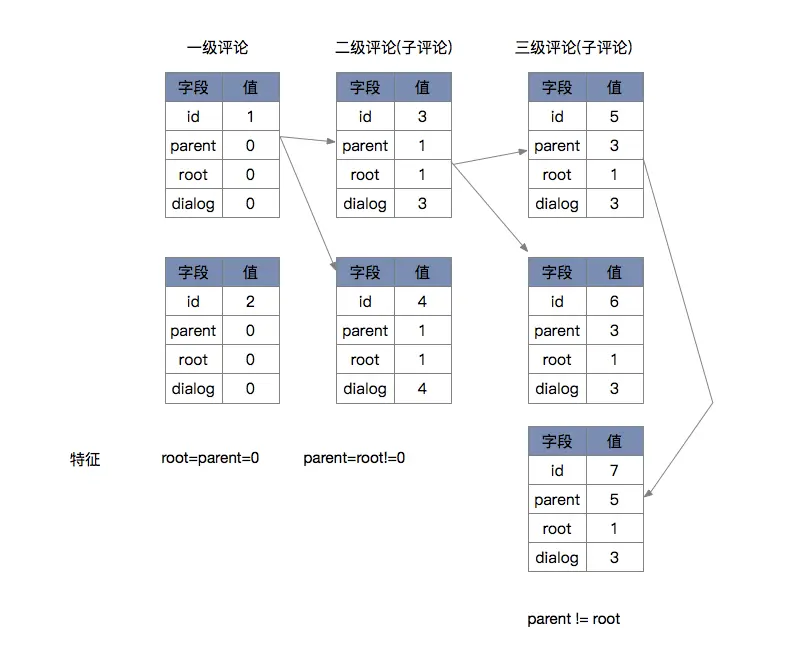 一级评论
二级评论(子评论)
三级评论(子评论)
字段 值
id 1
parent 0
root 0
dialog 0
字段 值
id 3
parent 1
root 1
dialog 3
字段 值
id 5
parent 3
root 1
dialog 3
字段 值
id 2
parent 0
root 0
dialog 0
字段 值
id 4
parent 1
root 1
dialog 4
字段 值
id 6
parent 3
root 1
dialog 3
字段 值
id 7
parent 5
root 1
dialog 3
特征
root=parent=0
parent=root!=0
parent != root